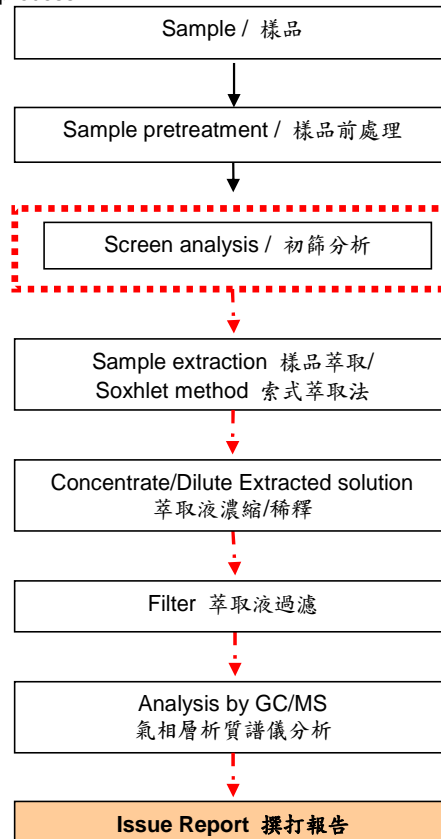 Sample / 樣品
Sample pretreatment / 樣品前處理
Screen analysis / 初篩分析
Sample extraction 樣品萃取/
Soxhlet method 索式萃取法
Concentrate/Dilute Extracted solution
萃取液濃縮/稀釋
Filter 萃取液過濾
Analysis by GC/MS
氣相層析質譜儀分析
Issue Report 撰打報告